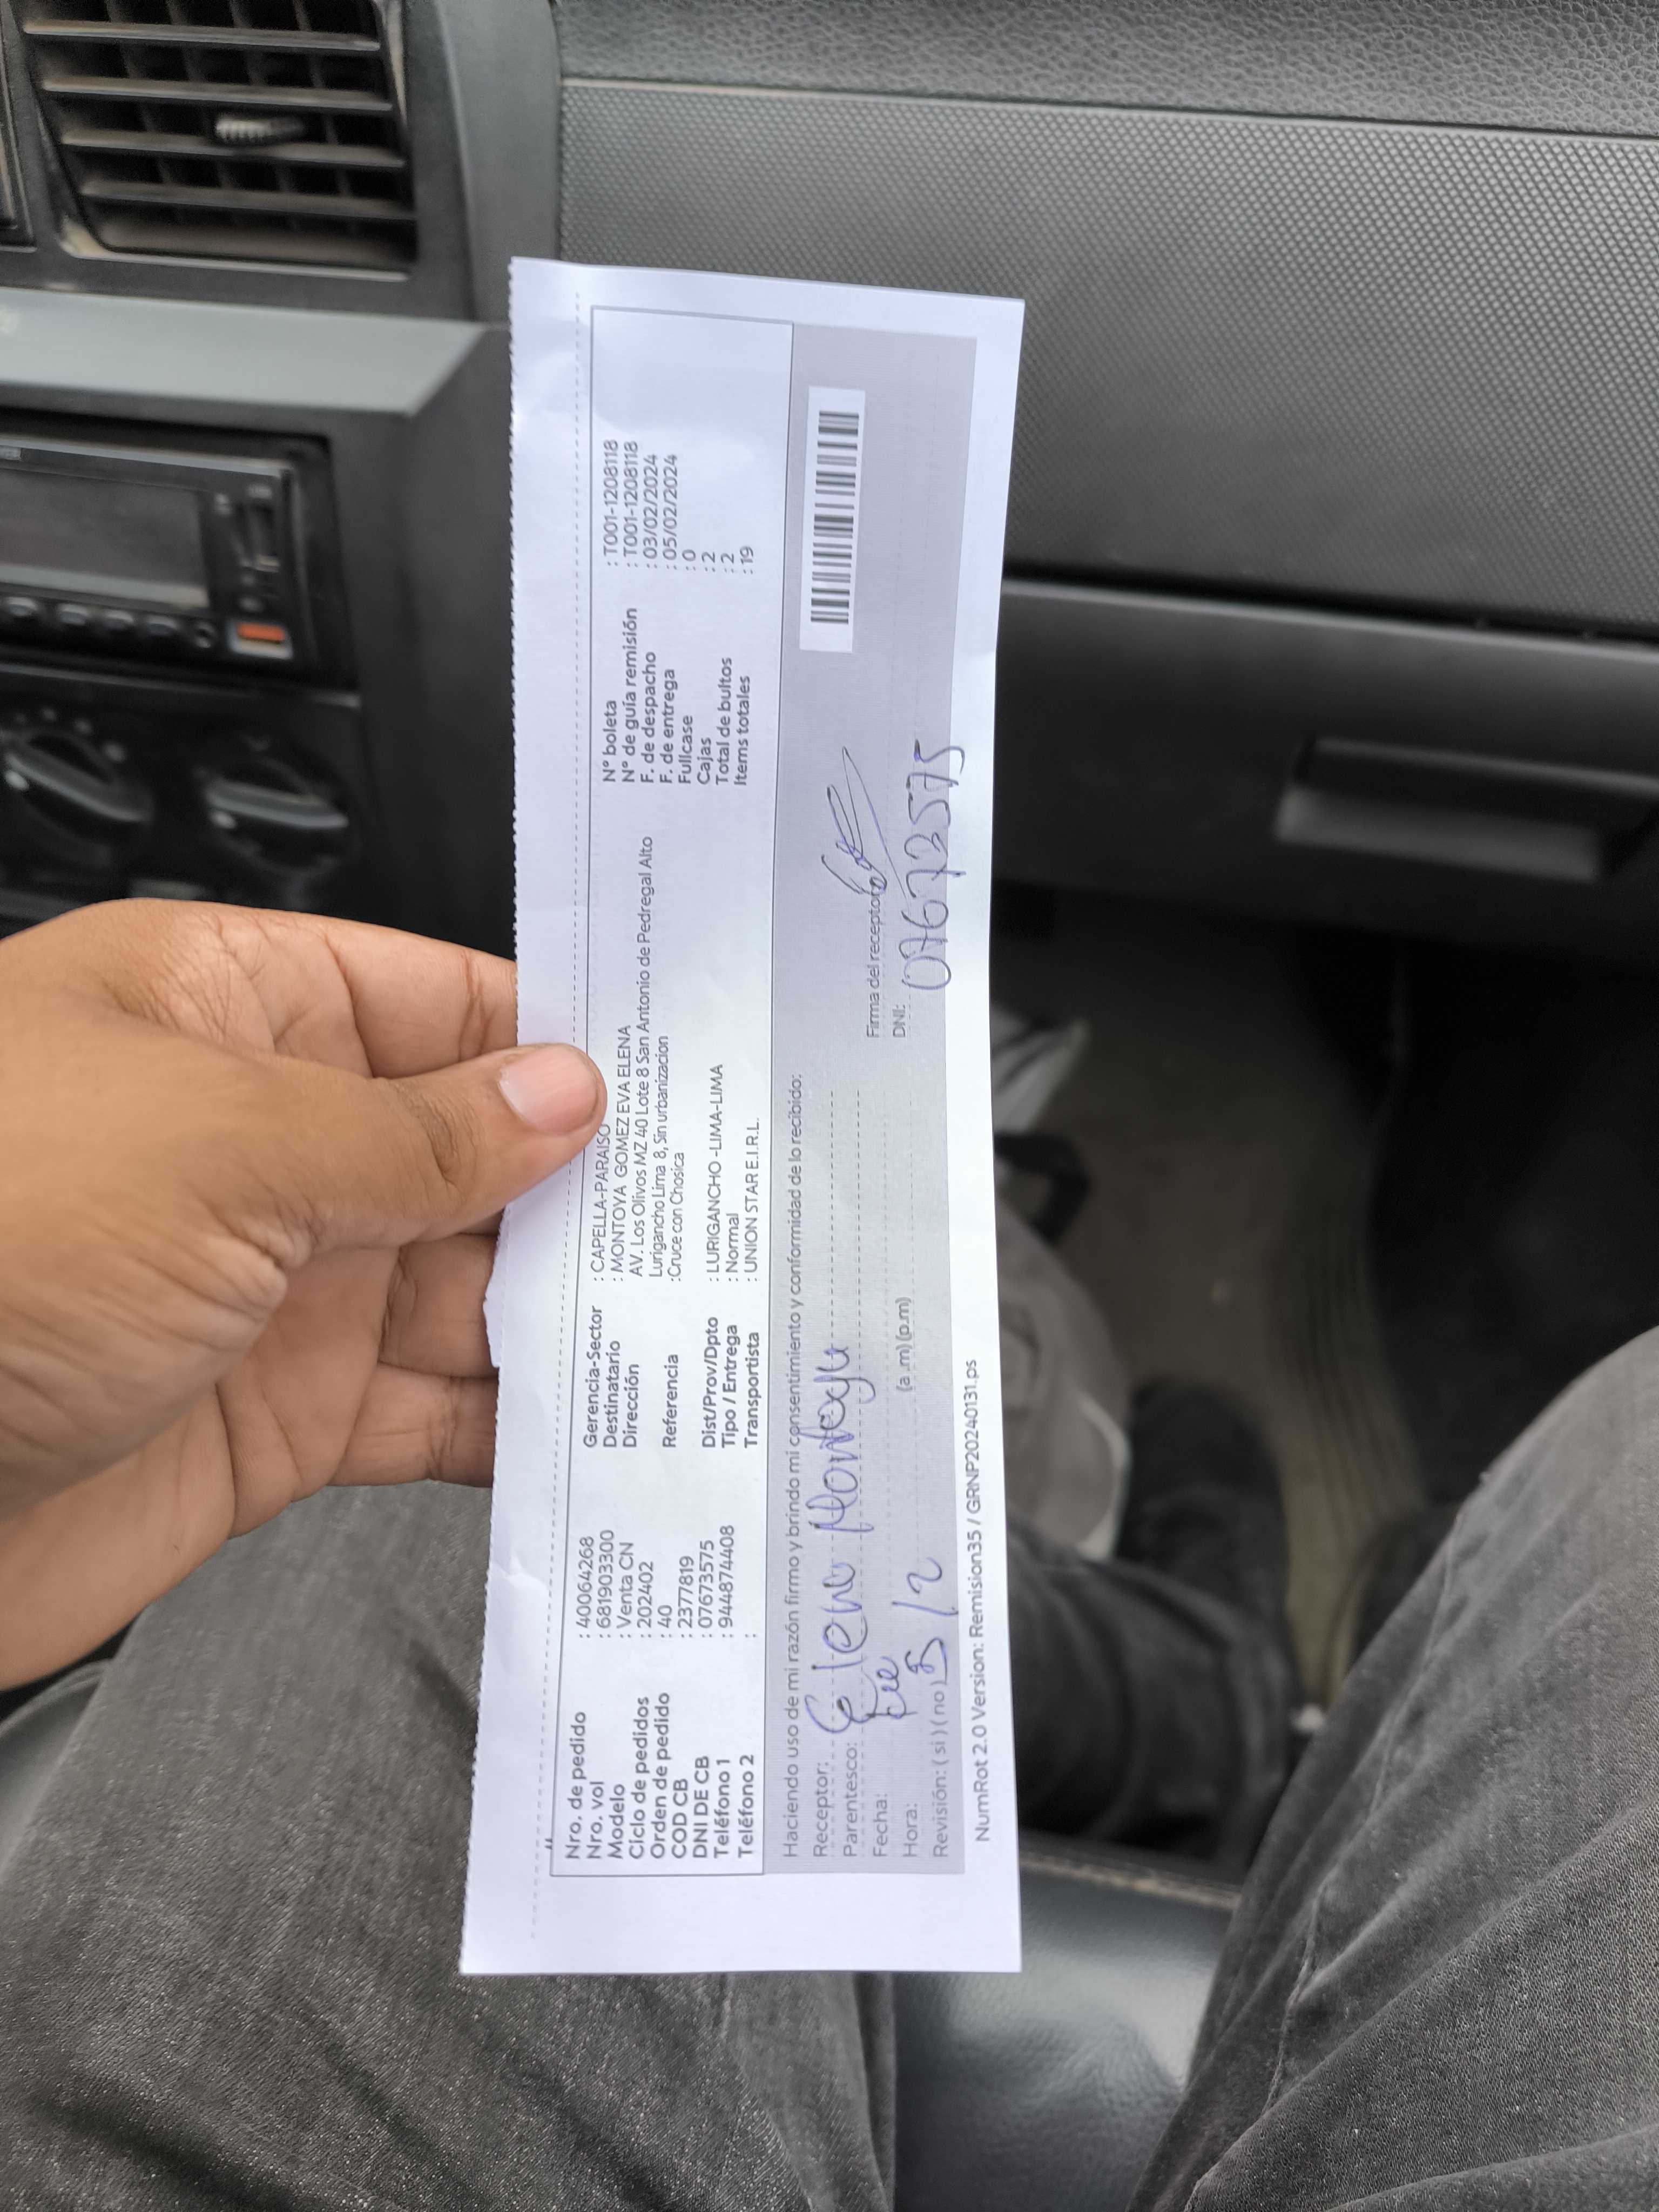 Nro. de pedido : 40064268
Nro. vol : 681903300
Modelo : Venta CN
Ciclo de pedidos : 202402
Orden de pedido : 40
COD CB : 2377819
DNI DE CB : 07673575
Teléfono 1 : 944874408
Teléfono 2 :
Gerencia-Sector : CAPELLA-PARAISO
Destinatario : MONTOYA GOMEZ EVA ELENA
Dirección AV. Los Olivos MZ 40 Lote 8 San Antonio de Pedregal Alto
Lurigancho Lima 8, Sin urbanizacion
Referencia :Cruce con Chosica
Dist/Prov/Dpto : LURIGANCHO -LIMA-LIMA
Tipo / Entrega : Normal
Transportista : UNION STAR E.I.R.L.
N° boleta : T001-1208118
N° de guía remisión : T001-1208118
F. de despacho : 03/02/2024
F. de entrega : 05/02/2024
Fullcase : 0
Cajas : 2
Total de bultos : 2
Items totales : 19
Haciendo uso de mi razón firmo y brindo mi consentimiento y conformidad de lo recibido:
Receptor: Elena Montoya
Parentesco:
Fecha:
Hora: (a .m) (p.m)
Revisión: ( si ) ( no )
Firma del receptor
DNI: 07673575
NumRot 2.0 Version: Remision35 / GRNP20240131.ps